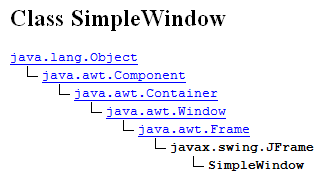 Class SimpleWindow
java.lang.Object
java.awt.Component
java.awt.Container
java.awt.Window
java.awt.Frame
javax.swing.JFrame
SimpleWindow